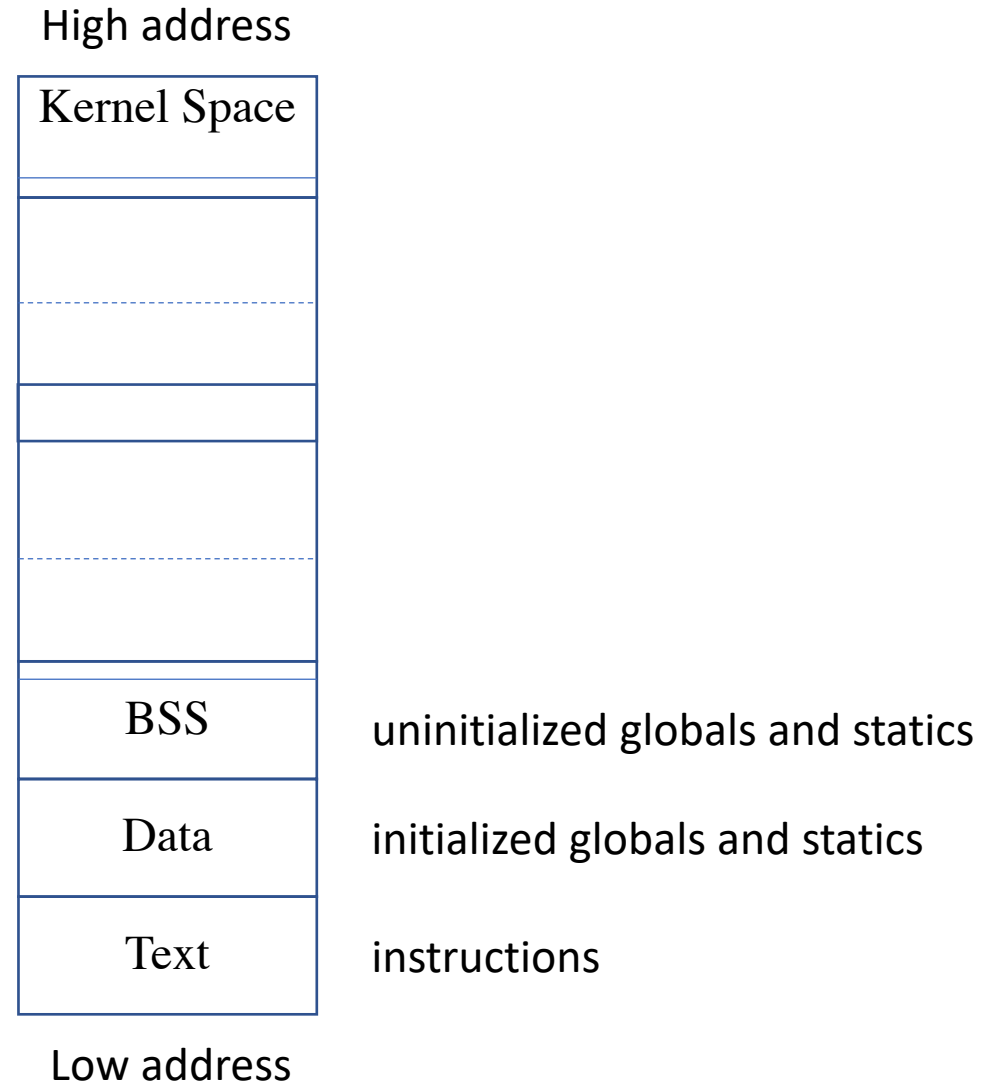 High address
Kernel Space
BSS
uninitialized globals and statics
Data
initialized globals and statics
Text
instructions
Low address